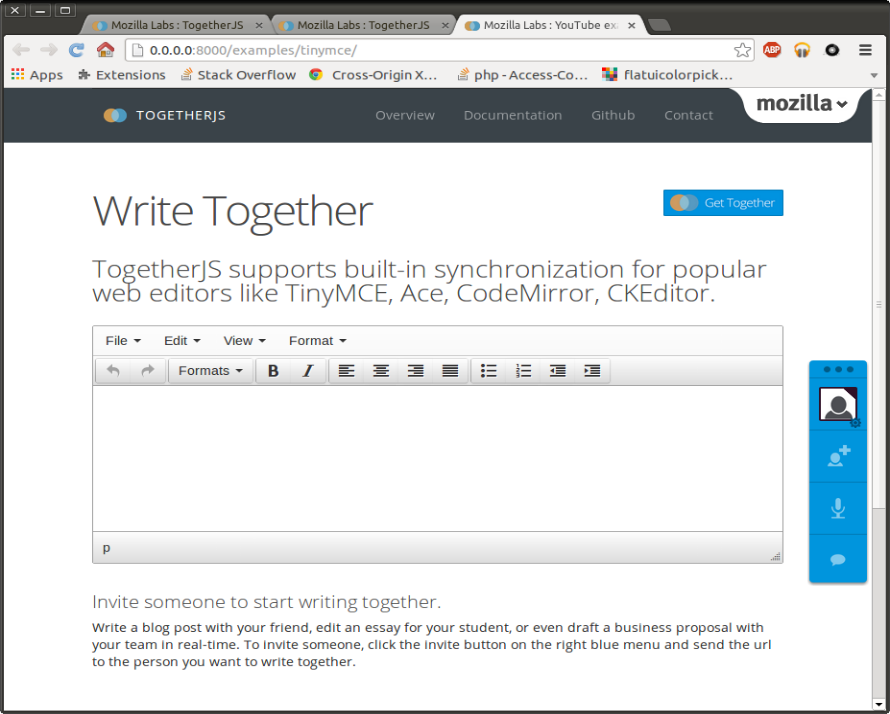 Mozilla Labs : TogetherJS
Mozilla Labs : TogetherJS
Mozilla Labs : YouTube ex
0.0.0.0:8000/examples/tinymce/
ABP
Apps Extensions Stack Overflow Cross-Origin X... php - Access-Co... flatuicolorpick...
TOGETHERJS Overview Documentation Github Contact mozilla
Write Together
Get Together
TogetherJS supports built-in synchronization for popular
web editors like TinyMCE, Ace, CodeMirror, CKEditor.
File Edit View Format
Formats B I
p
Invite someone to start writing together.
Write a blog post with your friend, edit an essay for your student, or even draft a business proposal with
your team in real-time. To invite someone, click the invite button on the right blue menu and send the url
to the person you want to write together.